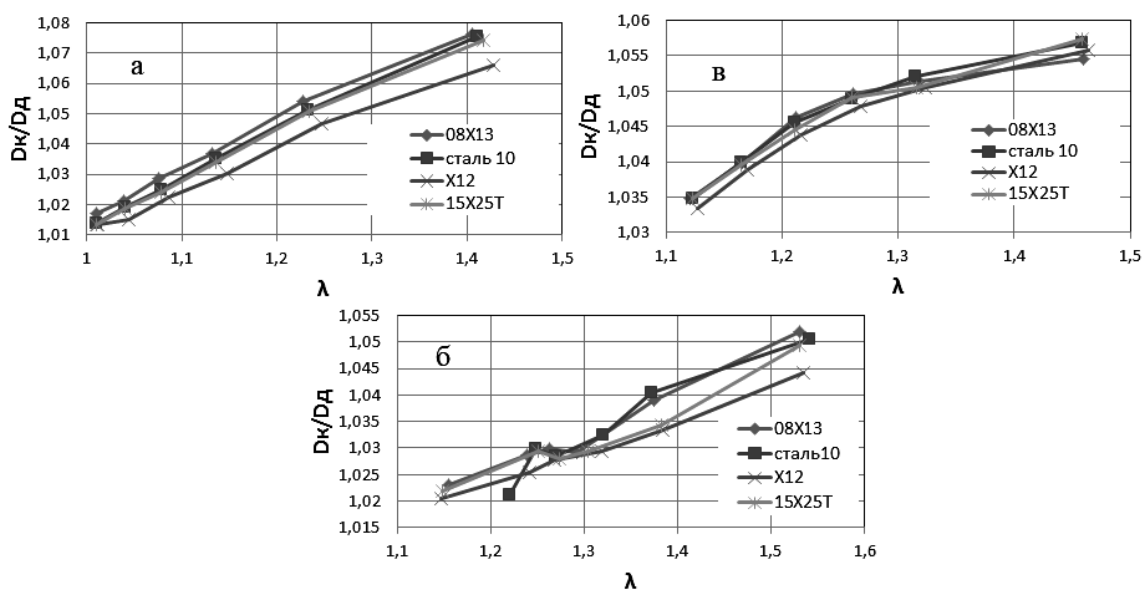 а
Dк/Dд
1,08
1,07
1,06
1,05
1,04
1,03
1,02
1,01
1 1,1 1,2 1,3 1,4 1,5
λ
08Х13
сталь 10
Х12
15Х25Т
в
Dк/Dд
1,06
1,055
1,05
1,045
1,04
1,035
1,03
1,1 1,2 1,3 1,4 1,5
λ
08Х13
сталь 10
Х12
15Х25Т
б
Dк/Dд
1,055
1,05
1,045
1,04
1,035
1,03
1,025
1,02
1,015
1,1 1,2 1,3 1,4 1,5 1,6
λ
08Х13
сталь10
Х12
15Х25Т